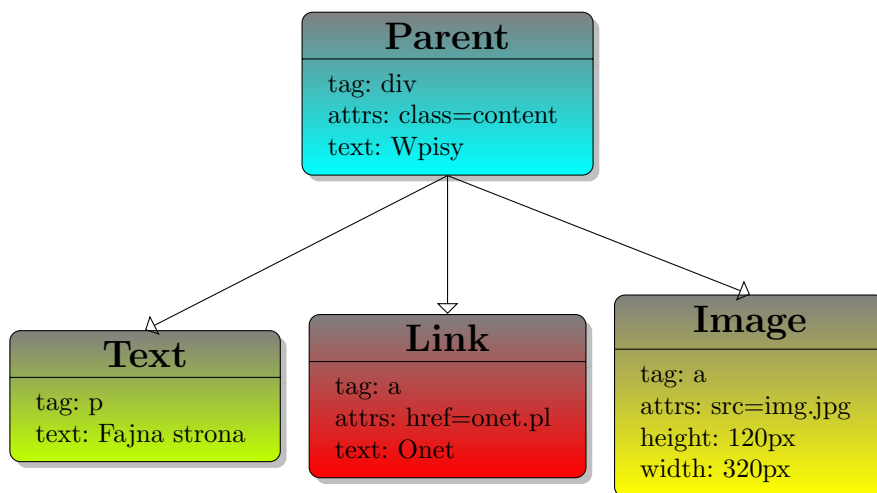 Parent
tag: div
attrs: class=content
text: Wpisy
Text
tag: p
text: Fajna strona
Link
tag: a
attrs: href=onet.pl
text: Onet
Image
tag: a
attrs: src=img.jpg
height: 120px
width: 320px